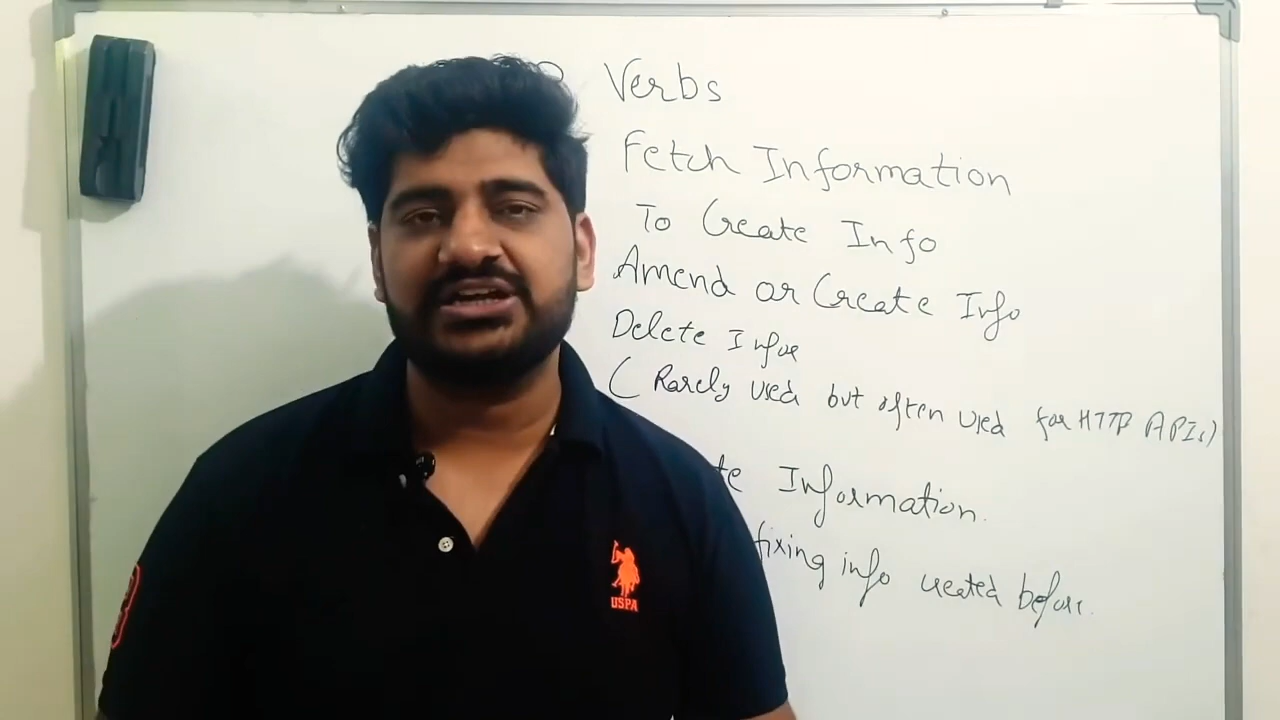 Verbs
Fetch Information
To Create Info
Amend or Create Info
Delete Info
( Rarely used but often used for HTTP APIs)
te Information.
fixing info created before.
USPA